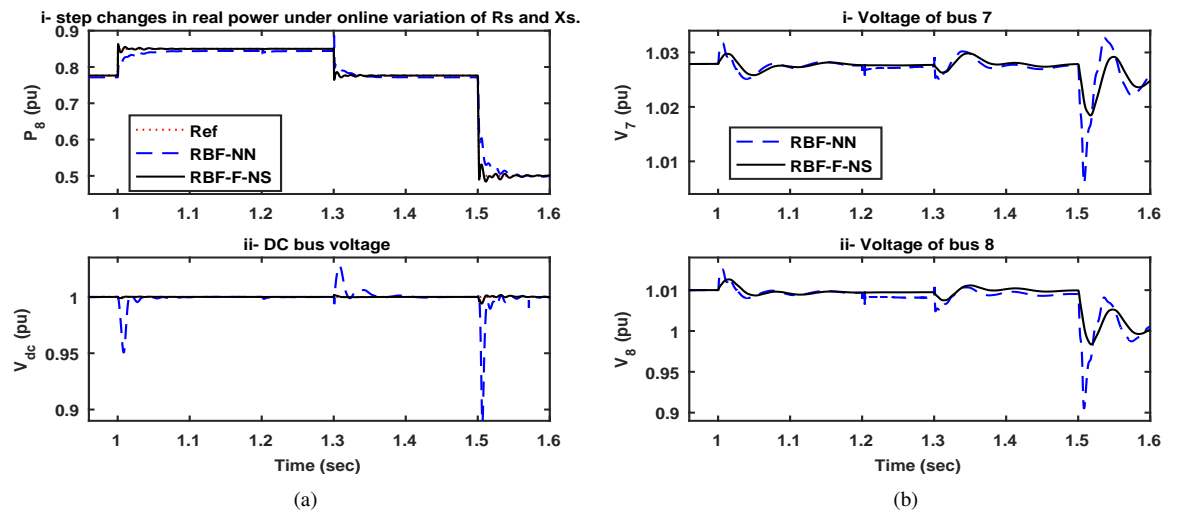 i- step changes in real power under online variation of Rs and Xs.
0.9
0.8
0.7
0.6
0.5
P8 (pu)
Ref
RBF-NN
RBF-F-NS
1 1.1 1.2 1.3 1.4 1.5 1.6
ii- DC bus voltage
1
0.95
0.9
Vdc (pu)
1 1.1 1.2 1.3 1.4 1.5 1.6
Time (sec)
(a)
i- Voltage of bus 7
1.03
1.02
1.01
V7 (pu)
RBF-NN
RBF-F-NS
1 1.1 1.2 1.3 1.4 1.5 1.6
ii- Voltage of bus 8
1.01
1
0.95
0.9
V8 (pu)
1 1.1 1.2 1.3 1.4 1.5 1.6
Time (sec)
(b)